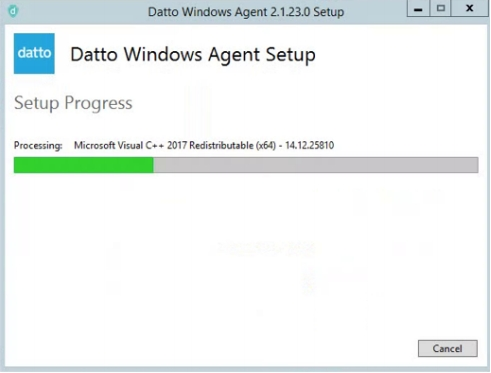 Datto Windows Agent 2.1.23.0 Setup
datto
Datto Windows Agent Setup
Setup Progress
Processing: Microsoft Visual C++ 2017 Redistributable (x64) - 14.12.25810
Cancel